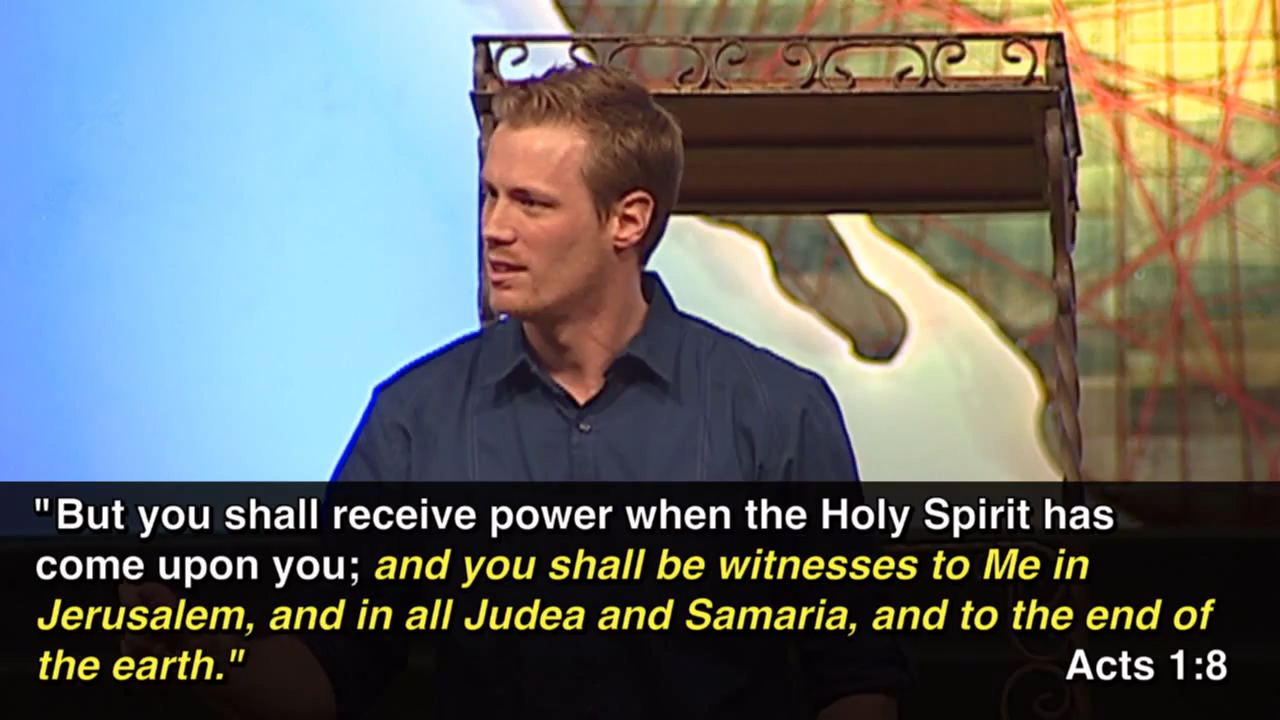 "But you shall receive power when the Holy Spirit has
come upon you; and you shall be witnesses to Me in
Jerusalem, and in all Judea and Samaria, and to the end of
the earth." Acts 1:8